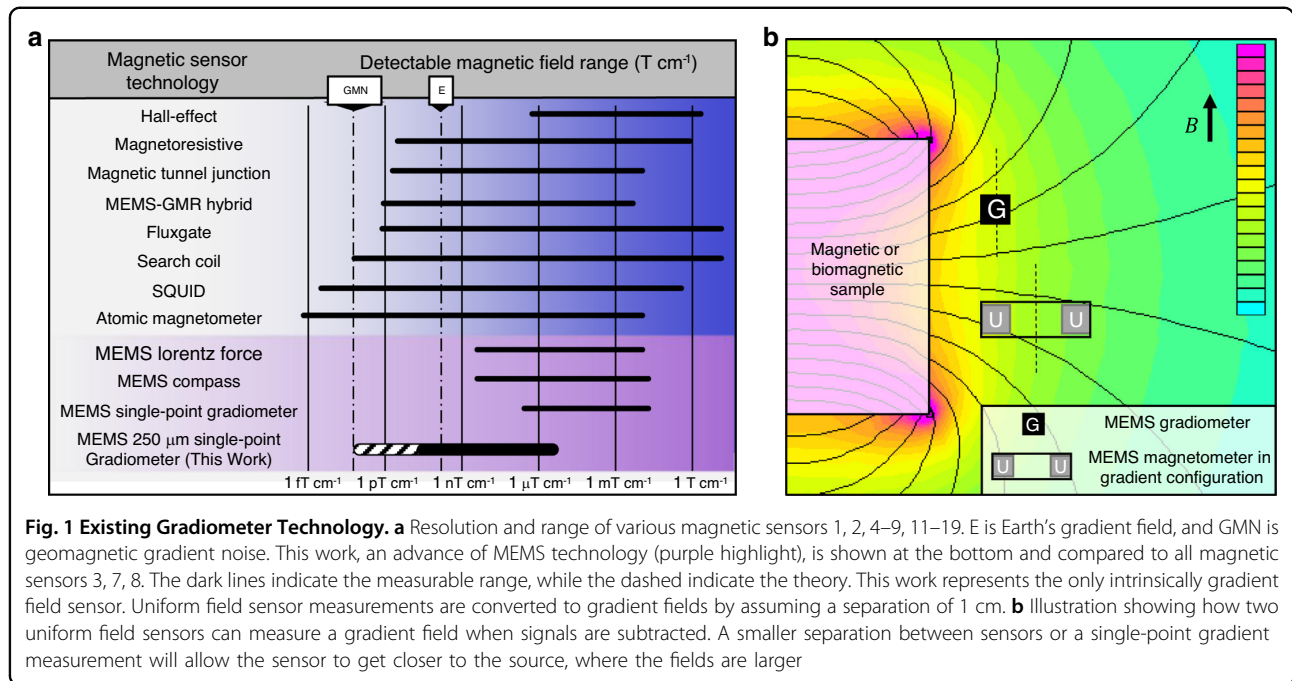 a
Magnetic sensor
technology
Detectable magnetic field range (T cm⁻¹)
GMN
E
Hall-effect
Magnetoresistive
Magnetic tunnel junction
MEMS-GMR hybrid
Fluxgate
Search coil
SQUID
Atomic magnetometer
MEMS lorentz force
MEMS compass
MEMS single-point gradiometer
MEMS 250 μm single-point
Gradiometer (This Work)
1 fT cm⁻¹ 1 pT cm⁻¹ 1 nT cm⁻¹ 1 μT cm⁻¹ 1 mT cm⁻¹ 1 T cm⁻¹
b
B
G
Magnetic or
biomagnetic
sample
U U
G MEMS gradiometer
U U MEMS magnetometer in
gradient configuration
Fig. 1 Existing Gradiometer Technology. a Resolution and range of various magnetic sensors 1, 2, 4–9, 11–19. E is Earth's gradient field, and GMN is
geomagnetic gradient noise. This work, an advance of MEMS technology (purple highlight), is shown at the bottom and compared to all magnetic
sensors 3, 7, 8. The dark lines indicate the measurable range, while the dashed indicate the theory. This work represents the only intrinsically gradient
field sensor. Uniform field sensor measurements are converted to gradient fields by assuming a separation of 1 cm. b Illustration showing how two
uniform field sensors can measure a gradient field when signals are subtracted. A smaller separation between sensors or a single-point gradient
measurement will allow the sensor to get closer to the source, where the fields are larger